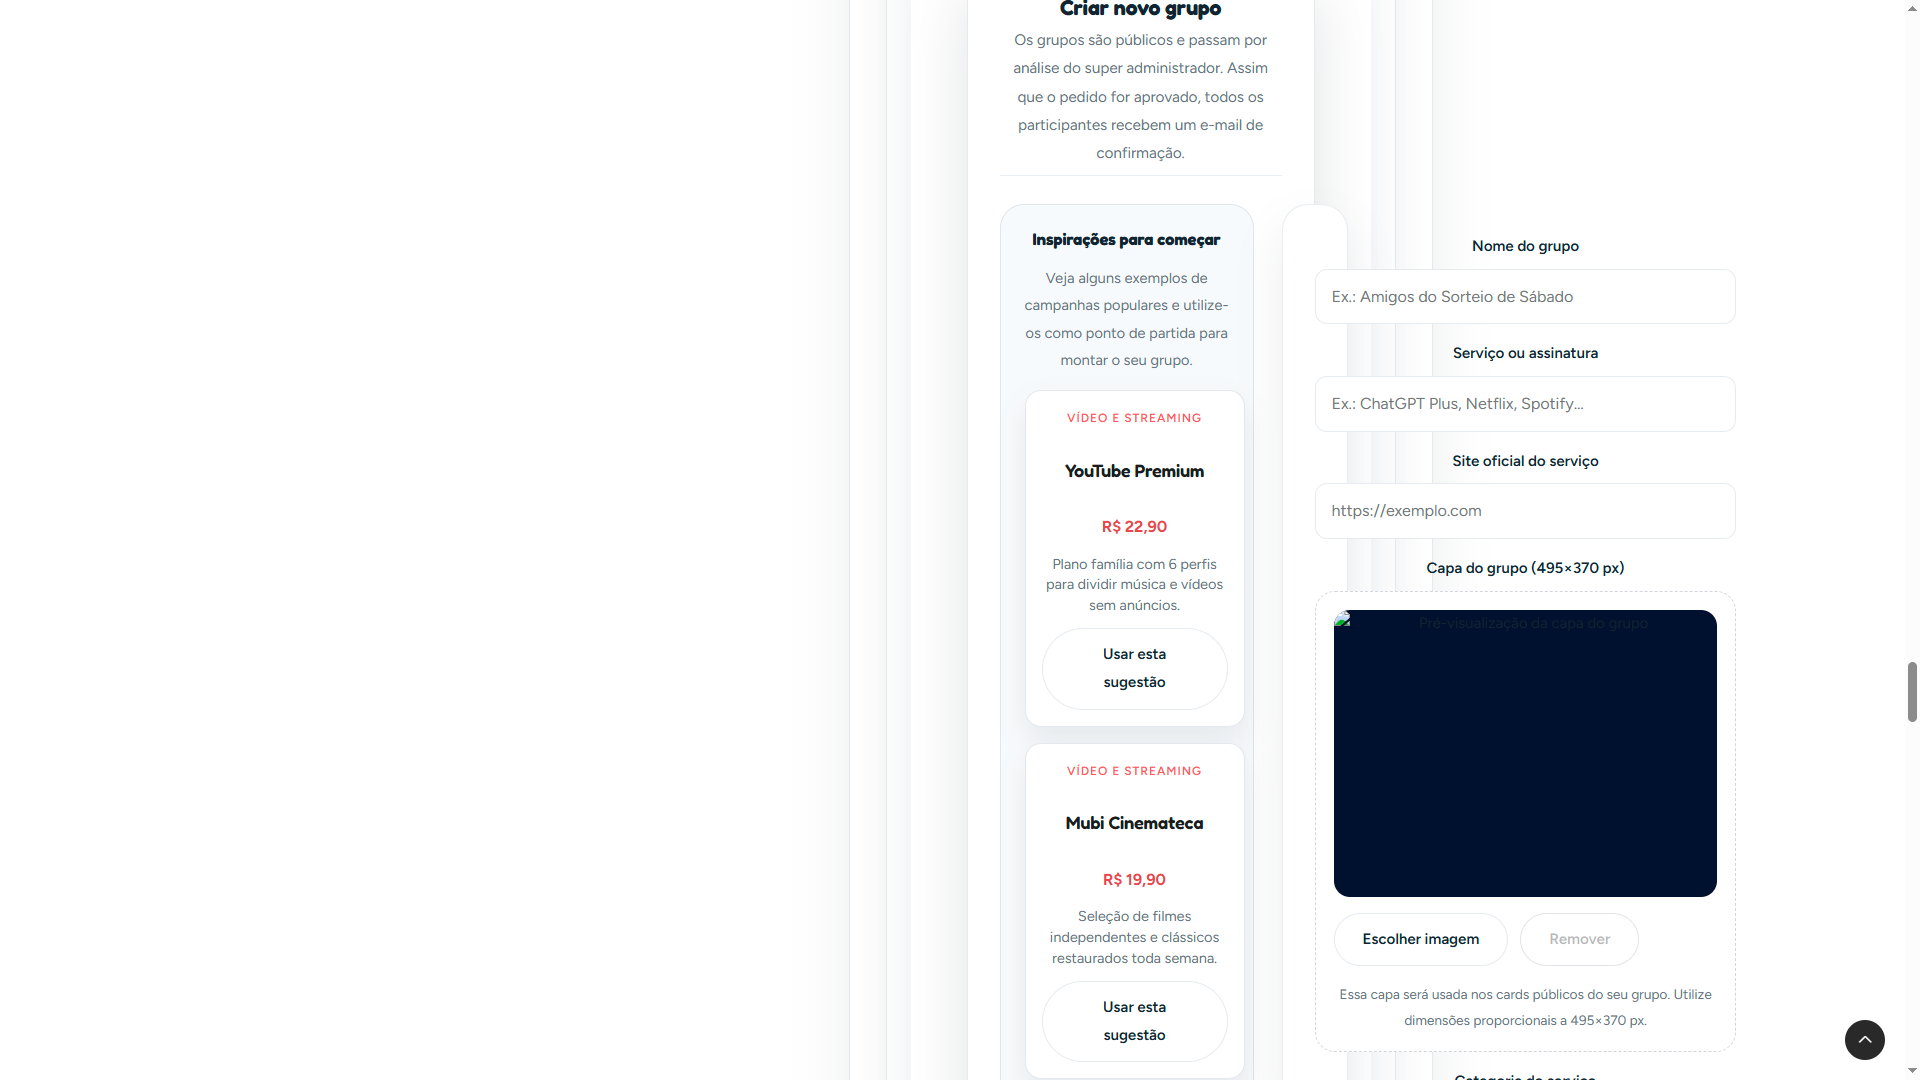 Criar novo grupo
Os grupos são públicos e passam por
análise do super administrador. Assim
que o pedido for aprovado, todos os
participantes recebem um e-mail de
confirmação.
Inspirações para começar
Veja alguns exemplos de
campanhas populares e utilize-
os como ponto de partida para
montar o seu grupo.
VÍDEO E STREAMING
YouTube Premium
R$ 22,90
Plano família com 6 perfis
para dividir música e vídeos
sem anúncios.
Usar esta
sugestão
VÍDEO E STREAMING
Mubi Cinemateca
R$ 19,90
Seleção de filmes
independentes e clássicos
restaurados toda semana.
Usar esta
sugestão
Nome do grupo
Ex.: Amigos do Sorteio de Sábado
Serviço ou assinatura
Ex.: ChatGPT Plus, Netflix, Spotify...
Site oficial do serviço
https://exemplo.com
Capa do grupo (495×370 px)
Pré-visualização da capa do grupo
Escolher imagem
Remover
Essa capa será usada nos cards públicos do seu grupo. Utilize
dimensões proporcionais a 495×370 px.
Categoria do serviço